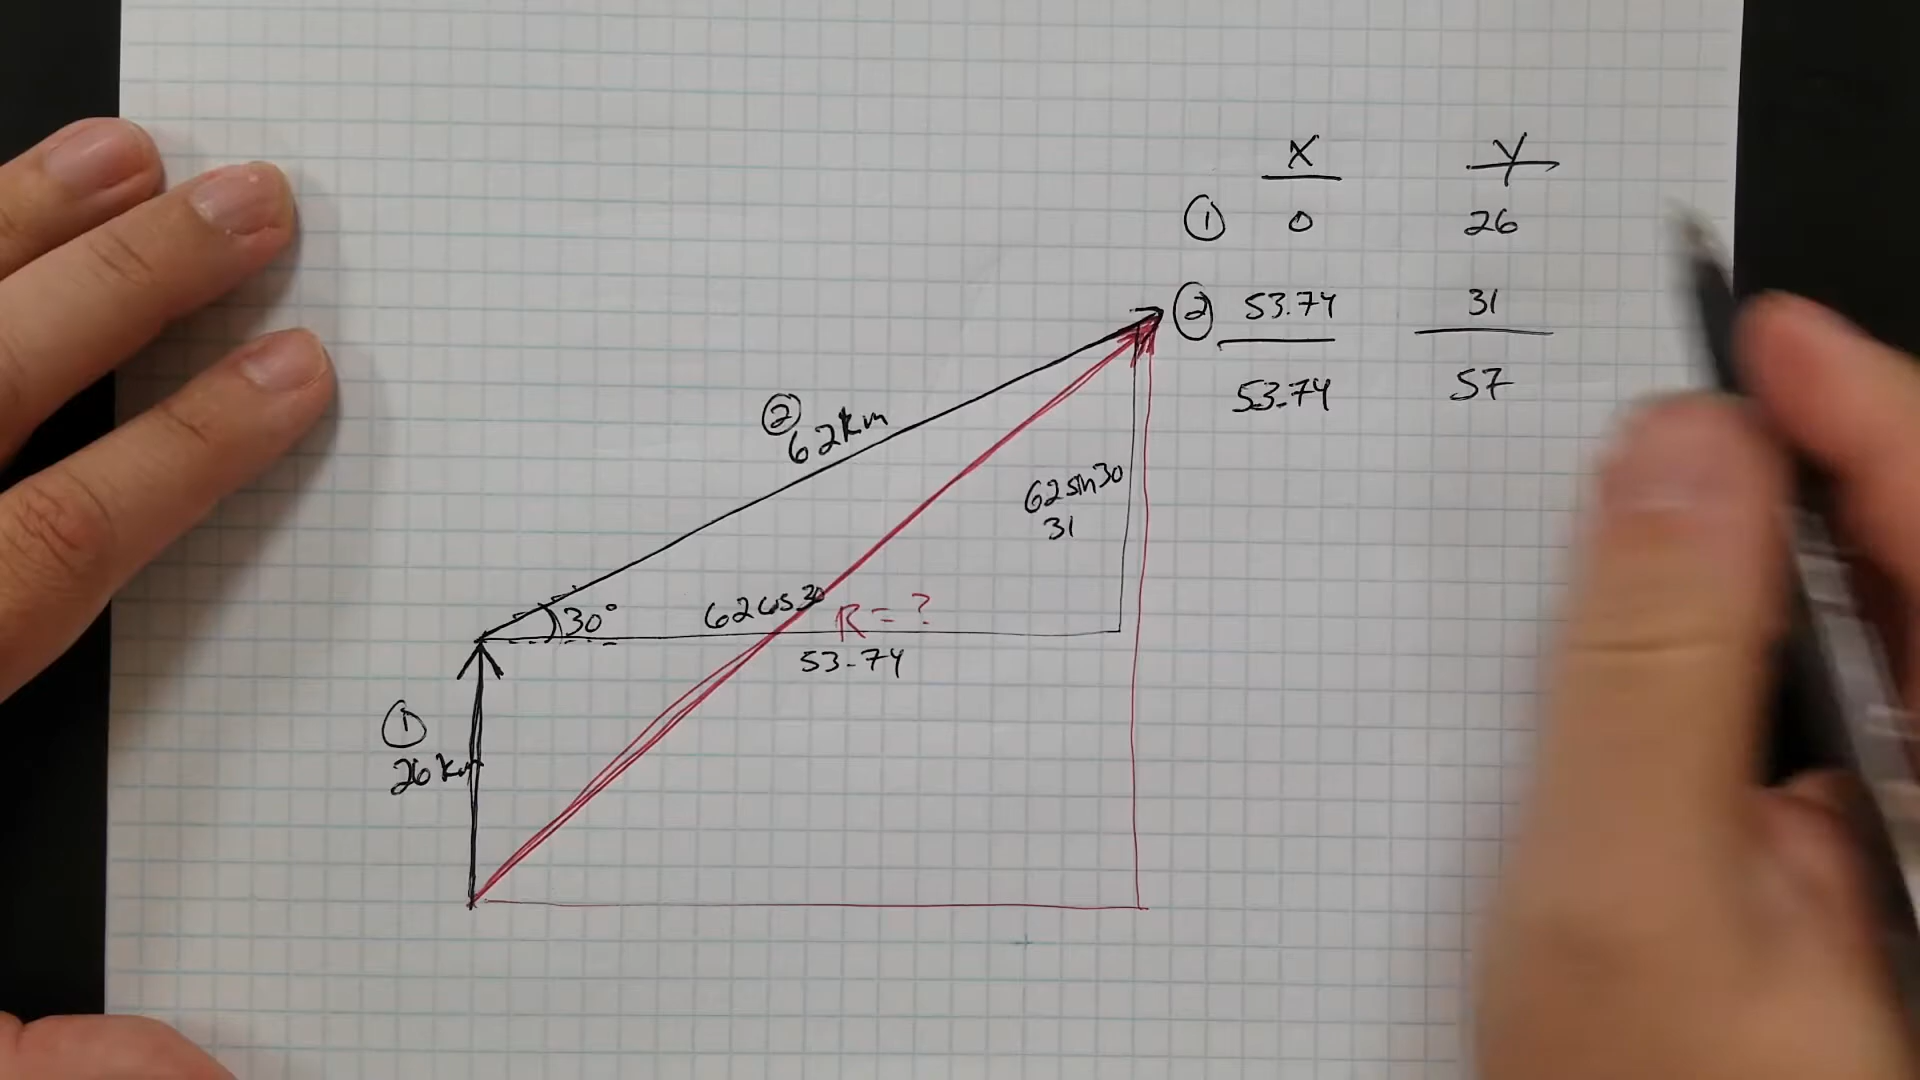 X Y
① 0 26
② 53.74 31
53.74 57
②
62km
62sin30
31
30°
62cos30
R = ?
53.74
①
26km